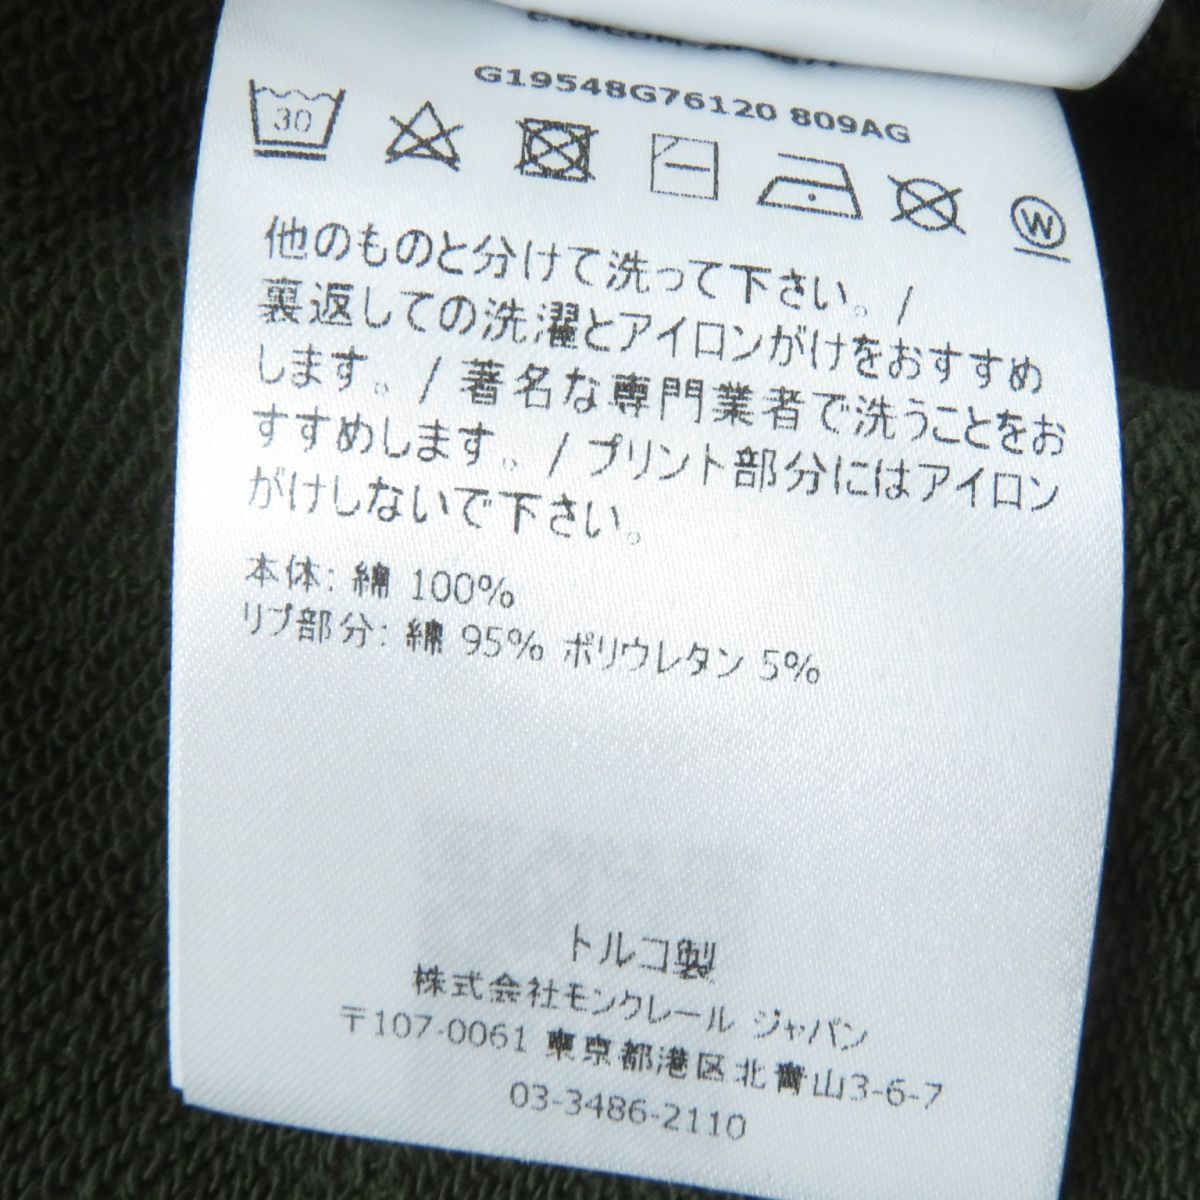 G19548G76120 809AG
30
W
他のものと分けて洗って下さい。/
裏返しての洗濯とアイロンがけをおすすめ
します。/ 著名な専門業者で洗うことをお
すすめします。/ プリント部分にはアイロン
がけしないで下さい。
本体: 綿 100%
リブ部分: 綿 95% ポリウレタン 5%
トルコ製
株式会社モンクレール ジャパン
〒107-0061 東京都港区北青山3-6-7
03-3486-2110